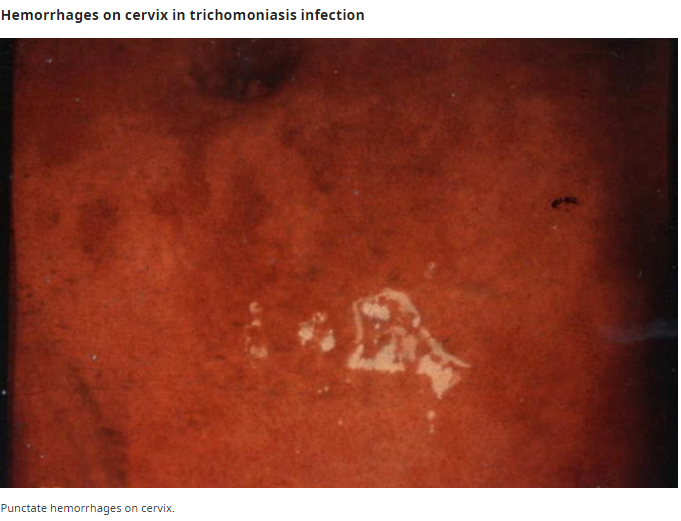 Hemorrhages on cervix in trichomoniasis infection
Punctate hemorrhages on cervix.